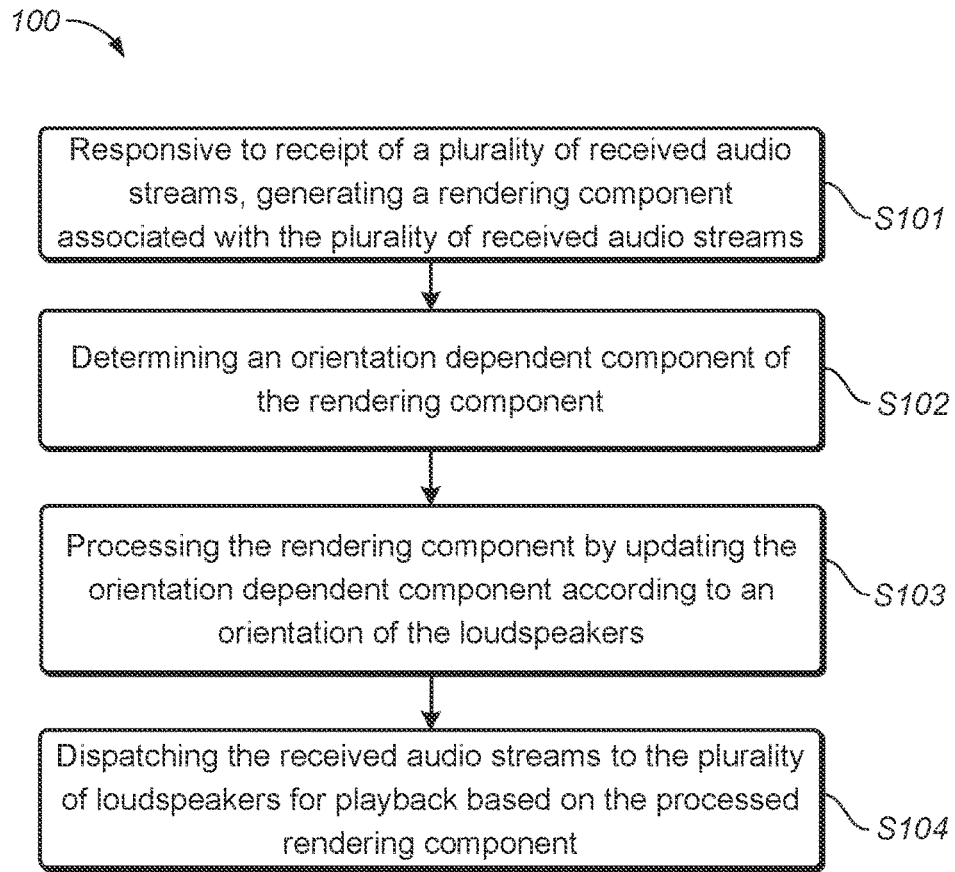 100
Responsive to receipt of a plurality of received audio
streams, generating a rendering component
associated with the plurality of received audio streams
S101
Determining an orientation dependent component of
the rendering component
S102
Processing the rendering component by updating the
orientation dependent component according to an
orientation of the loudspeakers
S103
Dispatching the received audio streams to the plurality
of loudspeakers for playback based on the processed
rendering component
S104